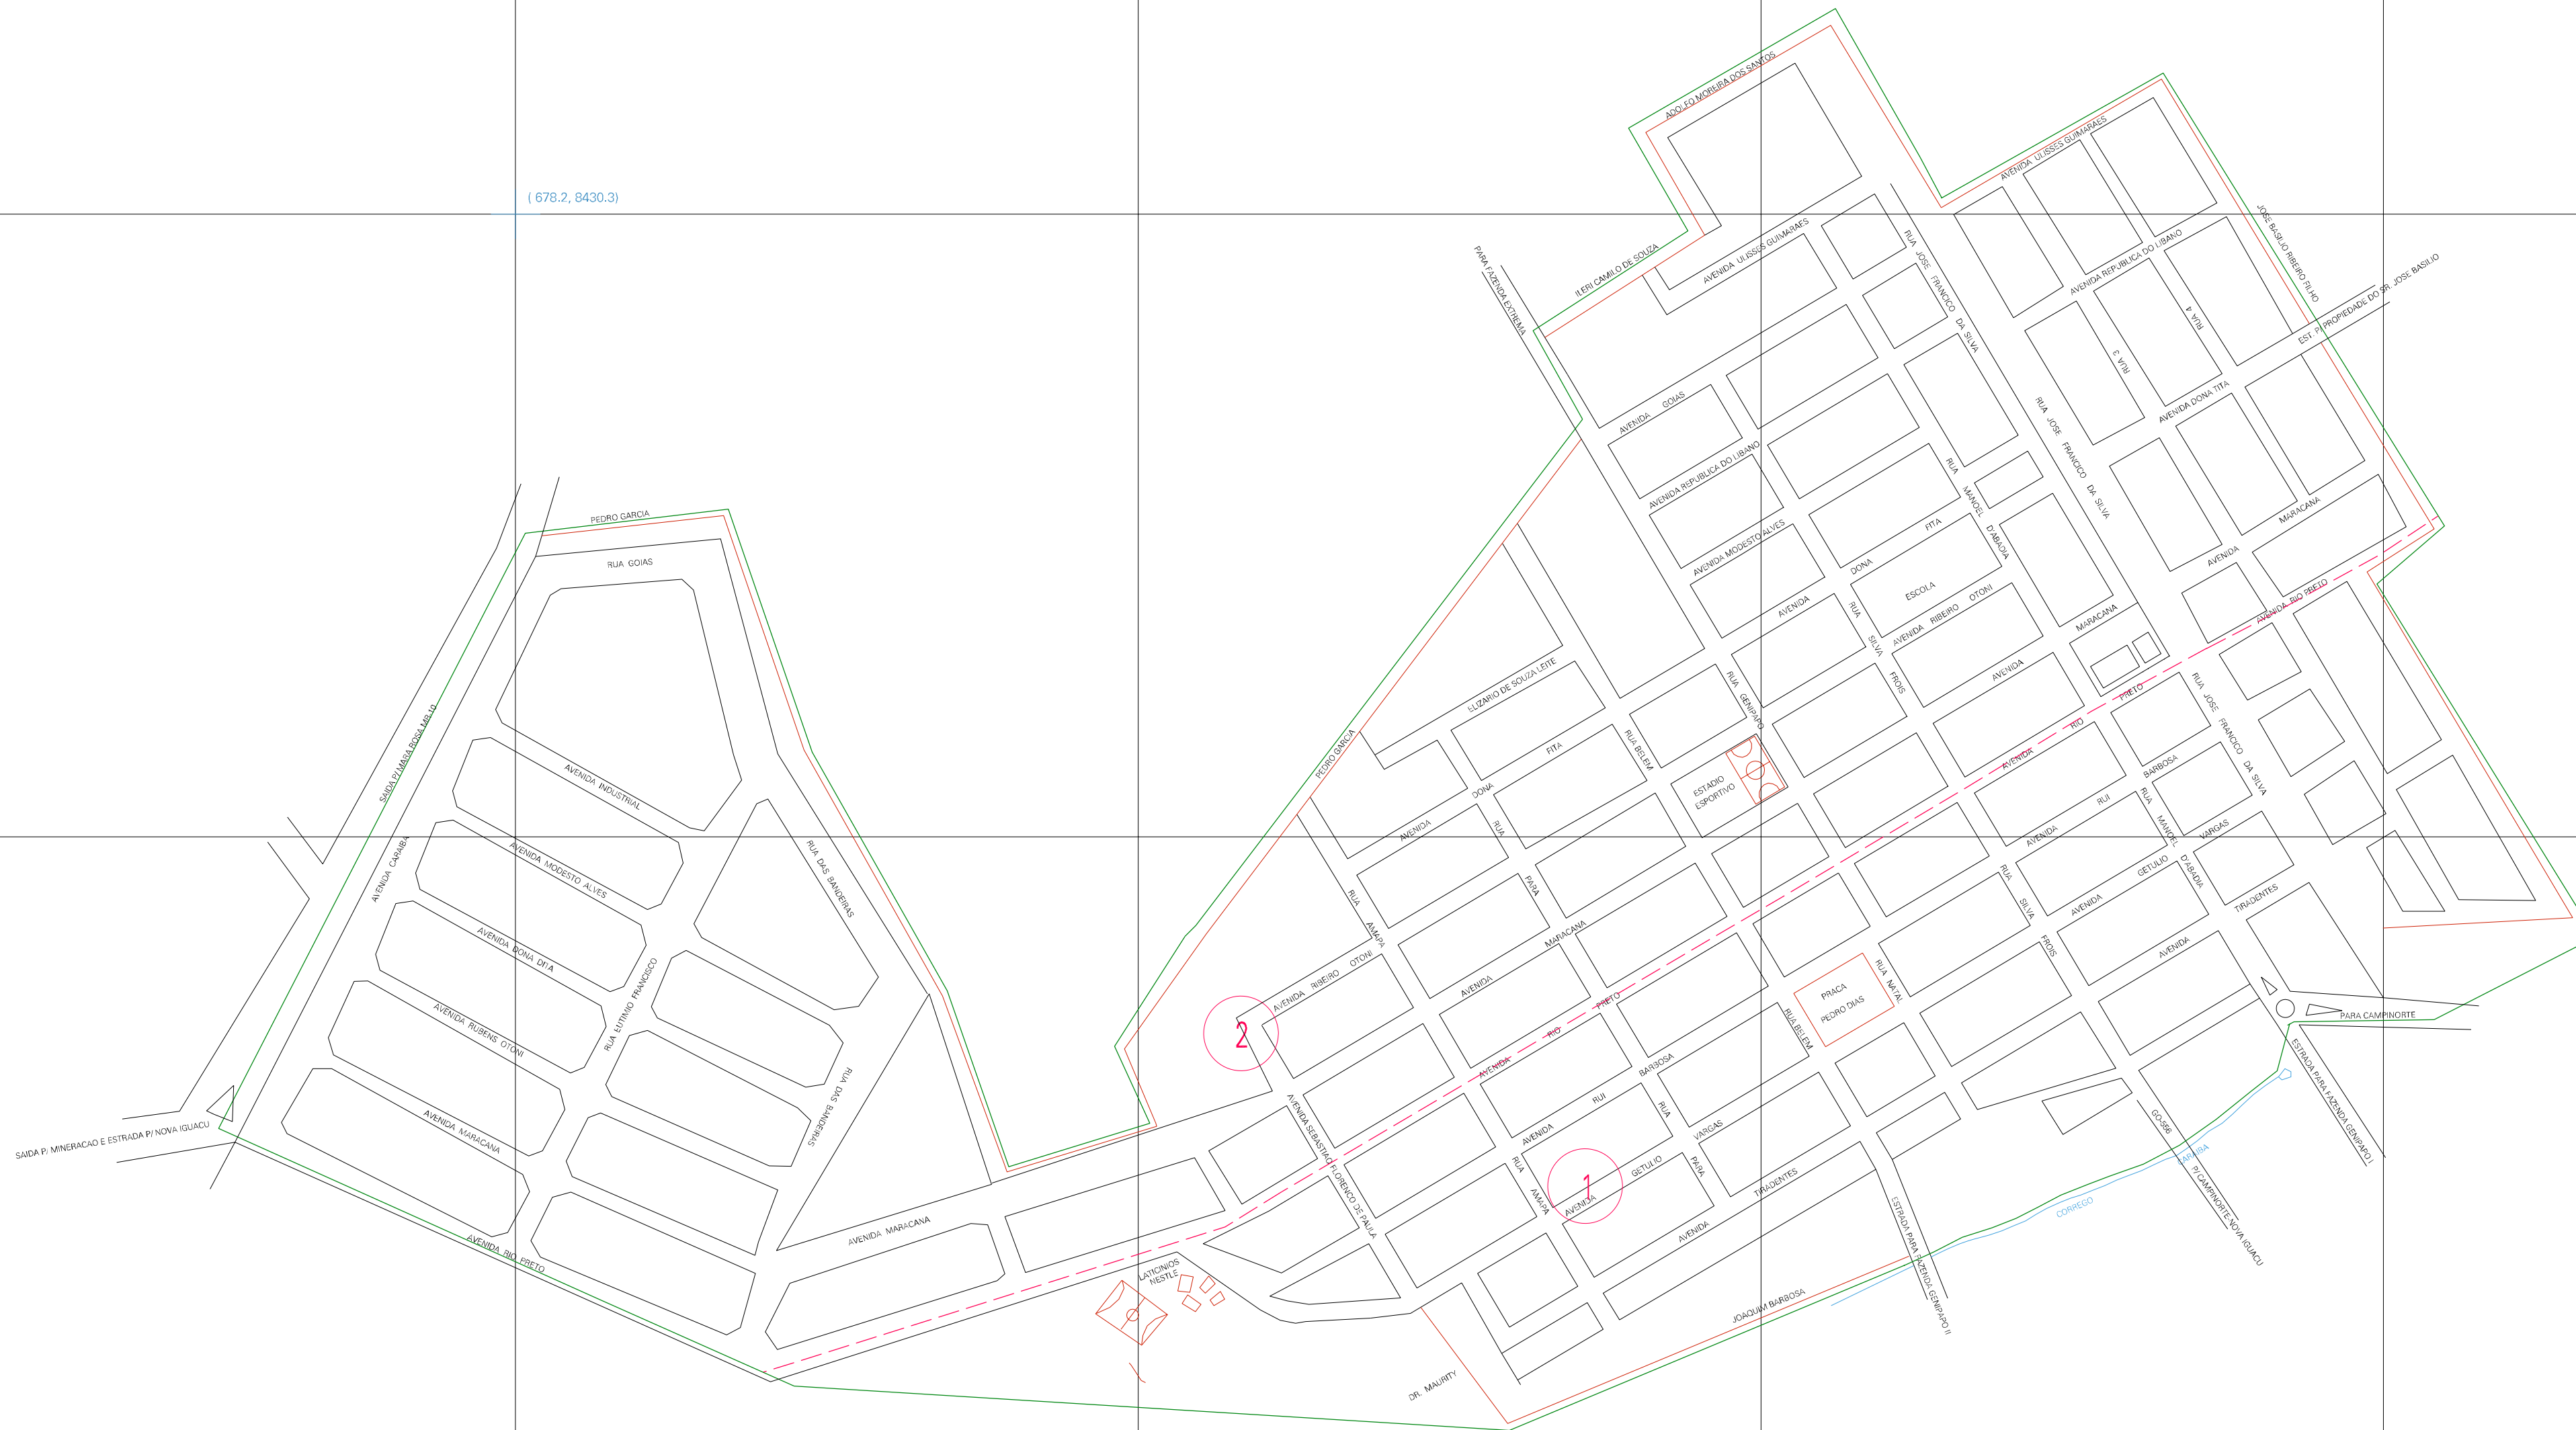 ADOLFO MOREIRA DOS SANTOS
AVENIDA ULISSES GUIMARAES
( 678.2, 8430.3)
JOSE BASILIO RIBEIRO FILHO
ILERI CAMILO DE SOUZA
AVENIDA ULISSES GUIMARAES
RUA JOSE FRANCICO DA SILVA
AVENIDA REPUBLICA DO LIBANO
EST. P/ PROPIEDADE DO SR. JOSE BASILIO
PARA FAZENDA EXTREMA
RUA 4
RUA 3
AVENIDA GOIAS
AVENIDA DONA TITA
RUA JOSE FRANCICO DA SILVA
AVENIDA REPUBLICA DO LIBANO
RUA MANOEL D'ABADIA
MARACANA
AVENIDA
PEDRO GARCIA
AVENIDA MODESTO ALVES
FITA
DONA
AVENIDA
RUA GOIAS
ESCOLA
AVENIDA RIBEIRO OTONI
AVENIDA RIO PRETO
RUA SILVA FROIS
MARACANA
AVENIDA
ELIZARIO DE SOUZA LEITE
RUA GENIPAPO
PRETO
RIO
AVENIDA
RUA JOSE FRANCICO DA SILVA
SAIDA P/ MARA ROSA MB 10
PEDRO GARCIA
FITA
DONA
AVENIDA
RUA BELEM
ESTADIO
ESPORTIVO
AVENIDA INDUSTRIAL
BARBOSA
RUI
AVENIDA
RUA MANOEL D'ABADIA
VARGAS
GETULIO
AVENIDA
AVENIDA CARAIBA
AVENIDA MODESTO ALVES
RUA DAS BANDEIRAS
RUA PARA
RUA AMAPA
MARACANA
AVENIDA
RUA SILVA FROIS
TIRADENTES
AVENIDA
AVENIDA DONA DITA
RUA EUTIMIO FRANCISCO
AVENIDA RIBEIRO OTONI
PRACA
PEDRO DIAS
RUA NATAL
RUA BELEM
PARA CAMPINORTE
2
AVENIDA RUBENS OTONI
PRETO
RIO
AVENIDA
BARBOSA
RUI
AVENIDA
RUA DAS BANDEIRAS
AVENIDA SEBASTIAO FLORENCO DE PAULA
RUA PARA
VARGAS
GETULIO
AVENIDA
1
RUA AMAPA
TIRADENTES
AVENIDA
ESTRADA PARA FAZENDA GENIPAPO I
GO-556
P/ CAMPINORTE-NOVA IGUACU
CARAIBA
CORREGO
SAIDA P/ MINERACAO E ESTRADA P/ NOVA IGUACU
AVENIDA MARACANA
AVENIDA MARACANA
AVENIDA RIO PRETO
LATICINIOS
NESTLE
ESTRADA PARA FAZENDA GENIPAPO II
JOAQUIM BARBOSA
DR. MAURITY